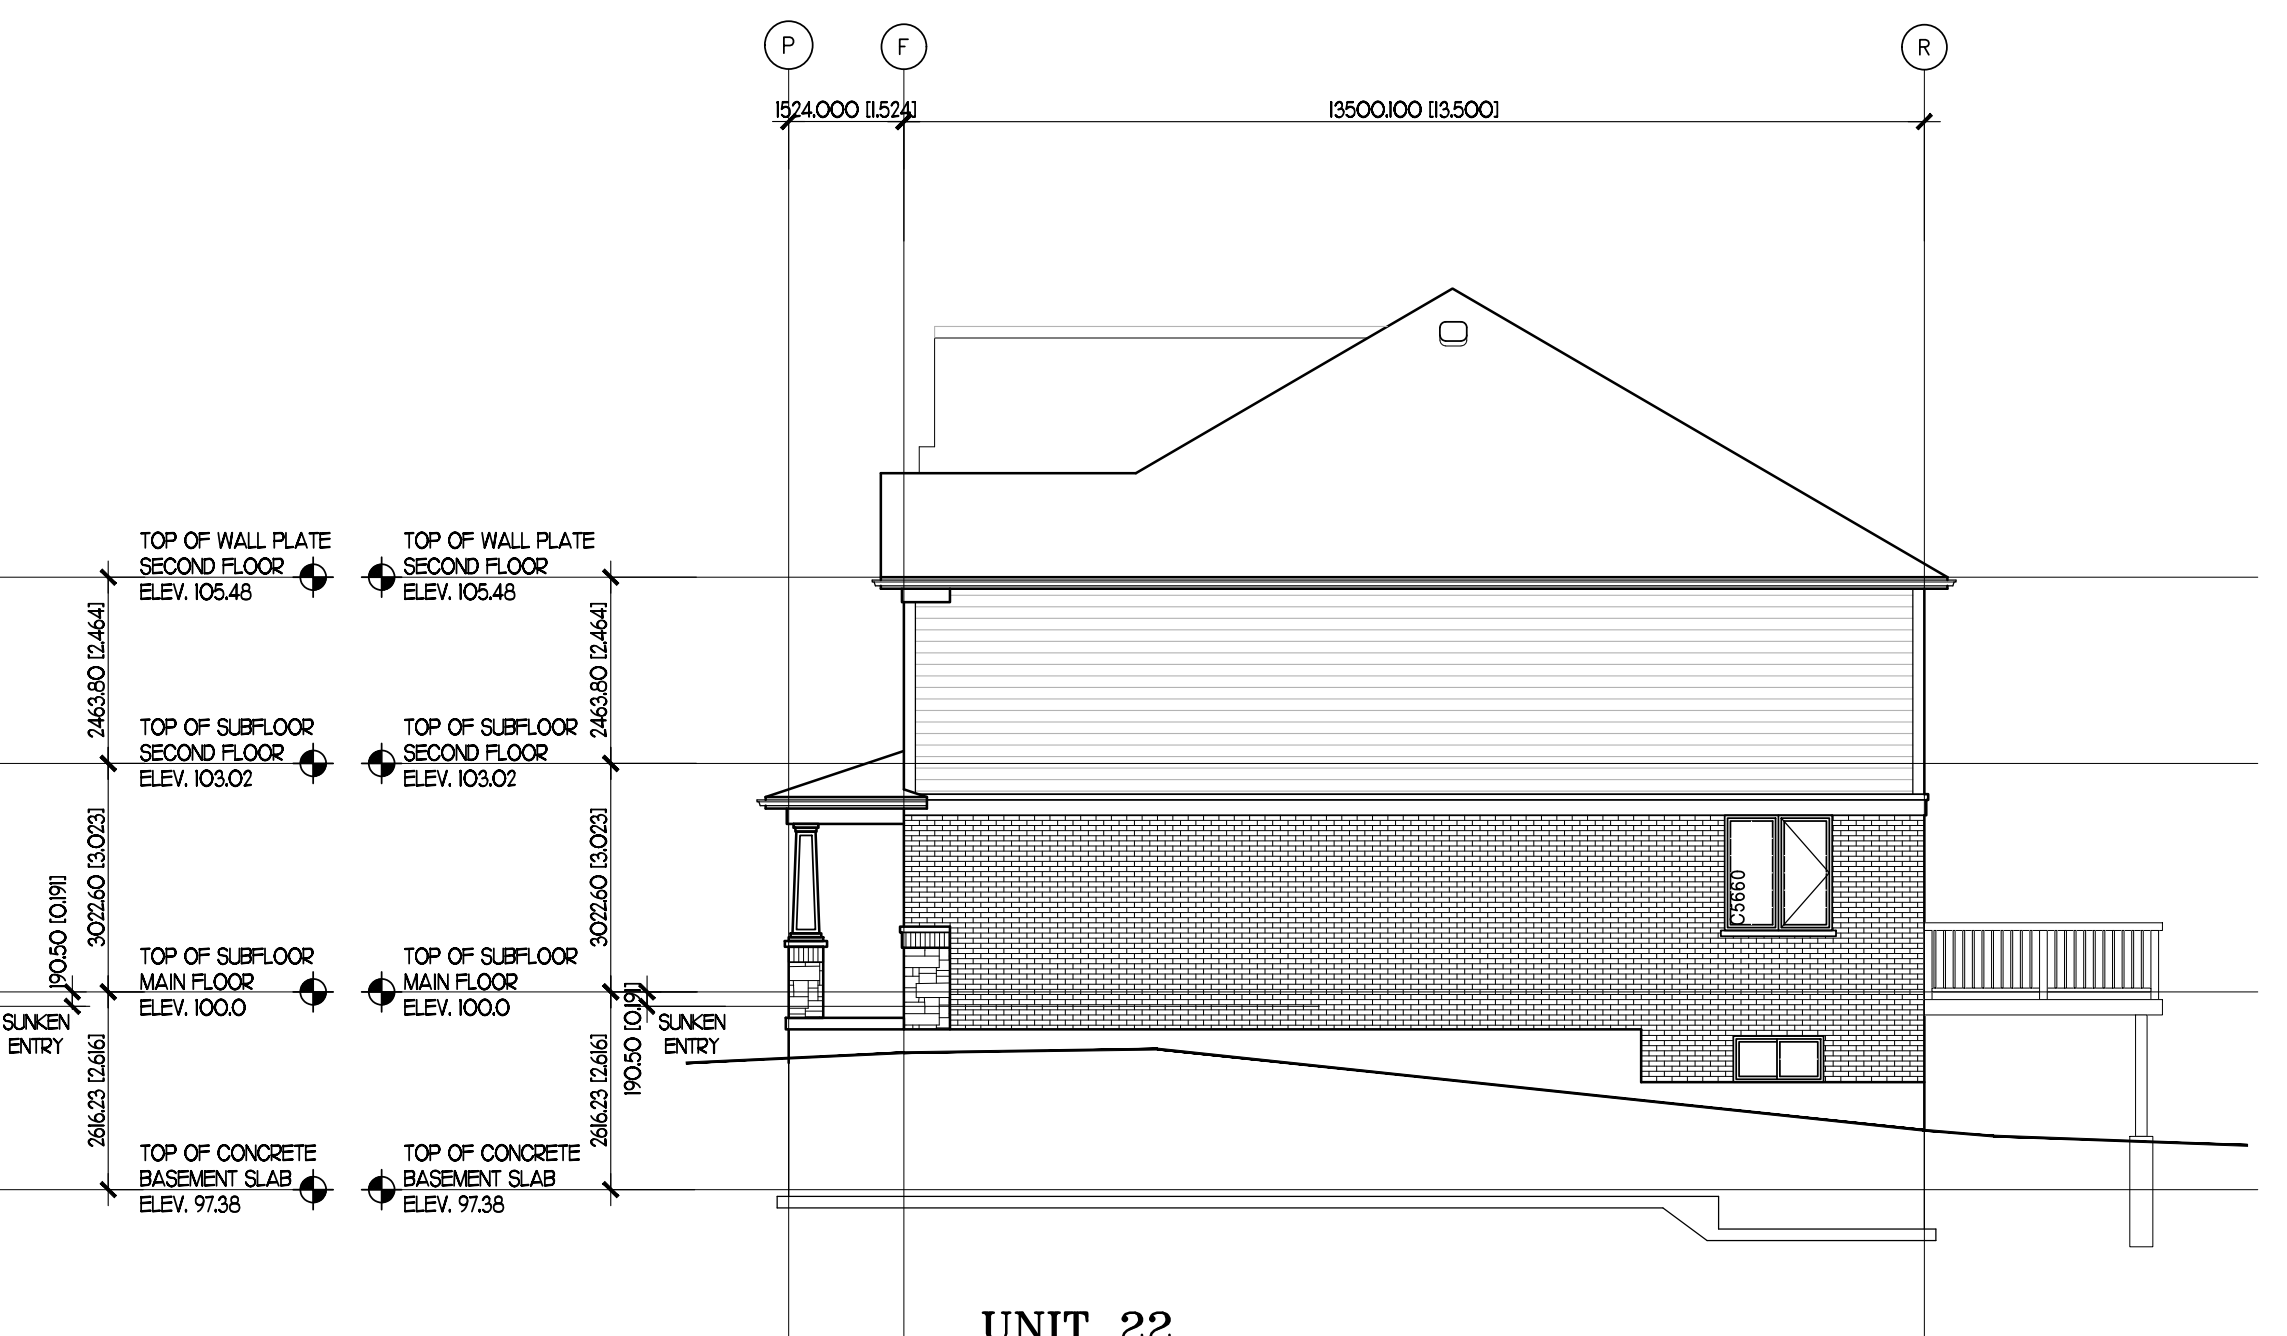 P F R
1524.000 [1.524] 13500.100 [13.500]
TOP OF WALL PLATE
SECOND FLOOR
ELEV. 105.48
TOP OF WALL PLATE
SECOND FLOOR
ELEV. 105.48
2463.80 [2.464]
2463.80 [2.464]
TOP OF SUBFLOOR
SECOND FLOOR
ELEV. 103.02
TOP OF SUBFLOOR
SECOND FLOOR
ELEV. 103.02
190.50 [0.191]
3022.60 [3.023]
3022.60 [3.023]
C5660
TOP OF SUBFLOOR
MAIN FLOOR
ELEV. 100.0
TOP OF SUBFLOOR
MAIN FLOOR
ELEV. 100.0
SUNKEN
ENTRY
190.50 [0.191]
SUNKEN
ENTRY
2616.23 [2.616]
2616.23 [2.616]
TOP OF CONCRETE
BASEMENT SLAB
ELEV. 97.38
TOP OF CONCRETE
BASEMENT SLAB
ELEV. 97.38
UNIT 22